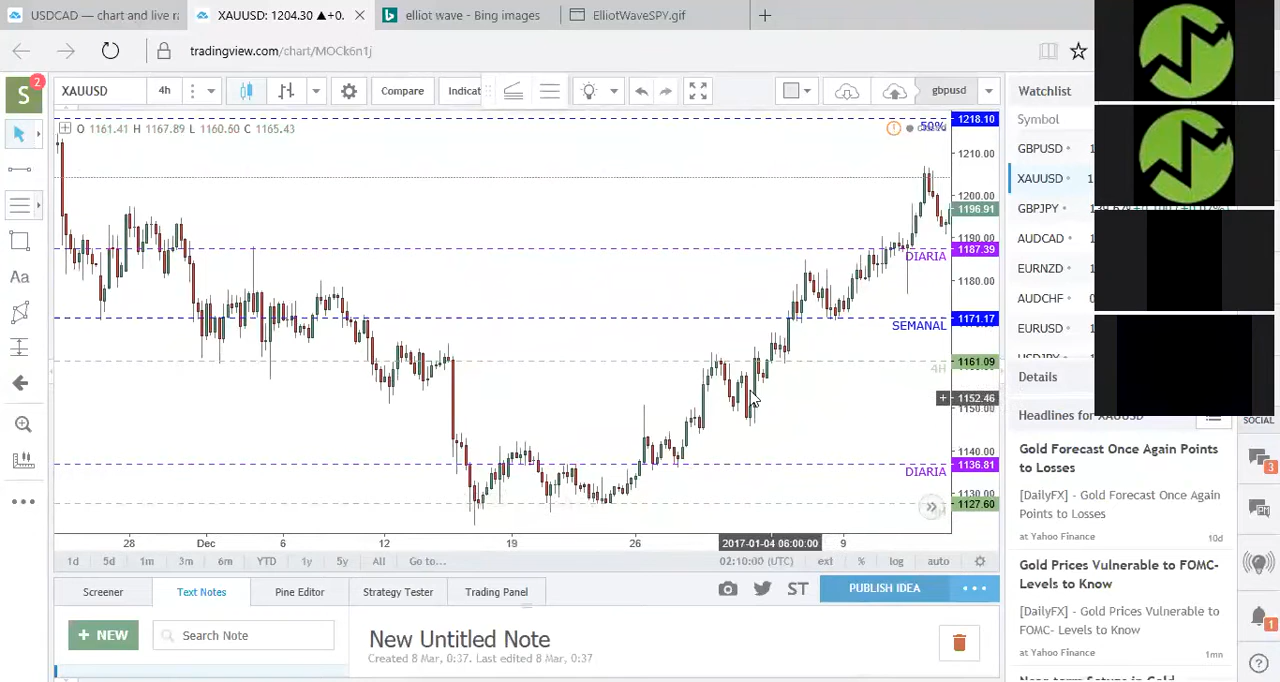 USDCAD — chart and live ra
XAUUSD: 1204.30 ▲+0.
elliot wave - Bing images
ElliotWaveSPY.gif
tradingview.com/chart/MOCk6n1j
S
2
XAUUSD
4h
Compare
Indicat
gbpusd
Watchlist
Symbol
GBPUSD
XAUUSD
GBPJPY
AUDCAD
EURNZD
AUDCHF
EURUSD
Details
Headlines for XAUUSD
SOCIAL
Gold Forecast Once Again Points
to Losses
[DailyFX] - Gold Forecast Once Again
Points to Losses
at Yahoo Finance
10d
Gold Prices Vulnerable to FOMC-
Levels to Know
[DailyFX] - Gold Prices Vulnerable to
FOMC- Levels to Know
at Yahoo Finance
1mn
3
1
O 1161.41 H 1167.89 L 1160.60 C 1165.43
50%
1218.10
1210.00
1200.00
1196.91
1190.00
1187.39
DIARIA
1180.00
1171.17
SEMANAL
1161.09
4H
1152.46
1150.00
1140.00
1136.81
DIARIA
1130.00
1127.60
28
Dec
6
12
19
26
2017-01-04 06:00:00
9
Aa
1d
5d
1m
3m
6m
YTD
1y
5y
All
Go to...
02:10:00 (UTC)
ext
%
log
auto
Screener
Text Notes
Pine Editor
Strategy Tester
Trading Panel
ST
PUBLISH IDEA
+ NEW
Search Note
New Untitled Note
Created 8 Mar, 0:37. Last edited 8 Mar, 0:37